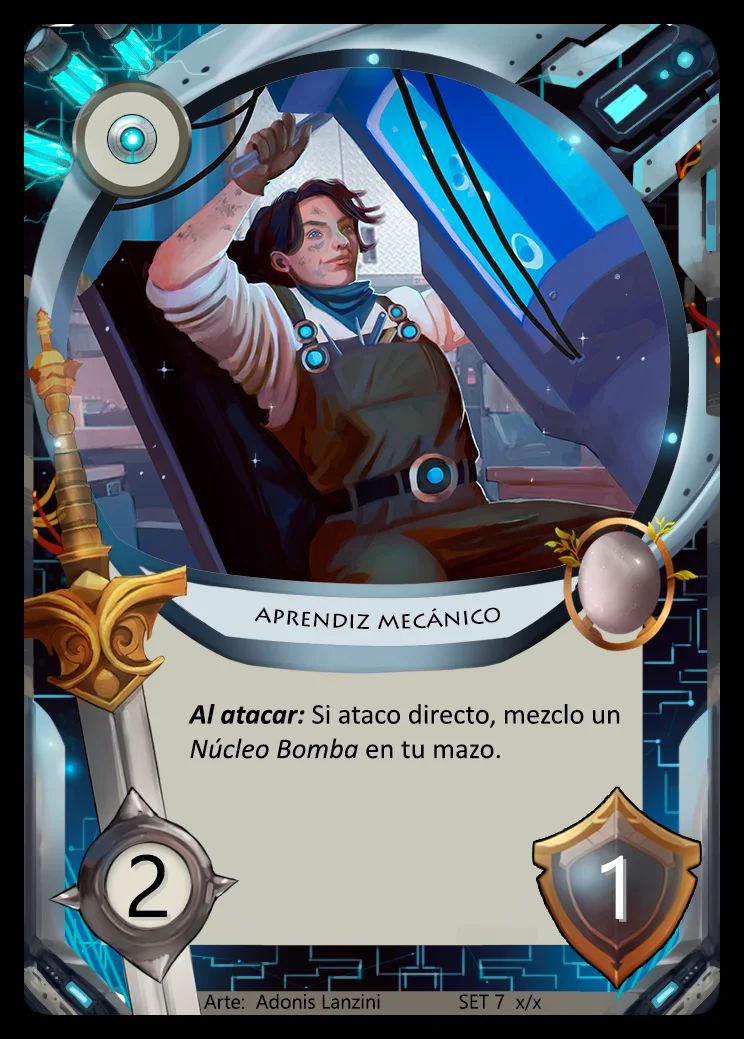 APRENDIZ MECÁNICO
Al atacar: Si ataco directo, mezclo un
Núcleo Bomba en tu mazo.
2
1
Arte: Adonis Lanzini SET 7 x/x